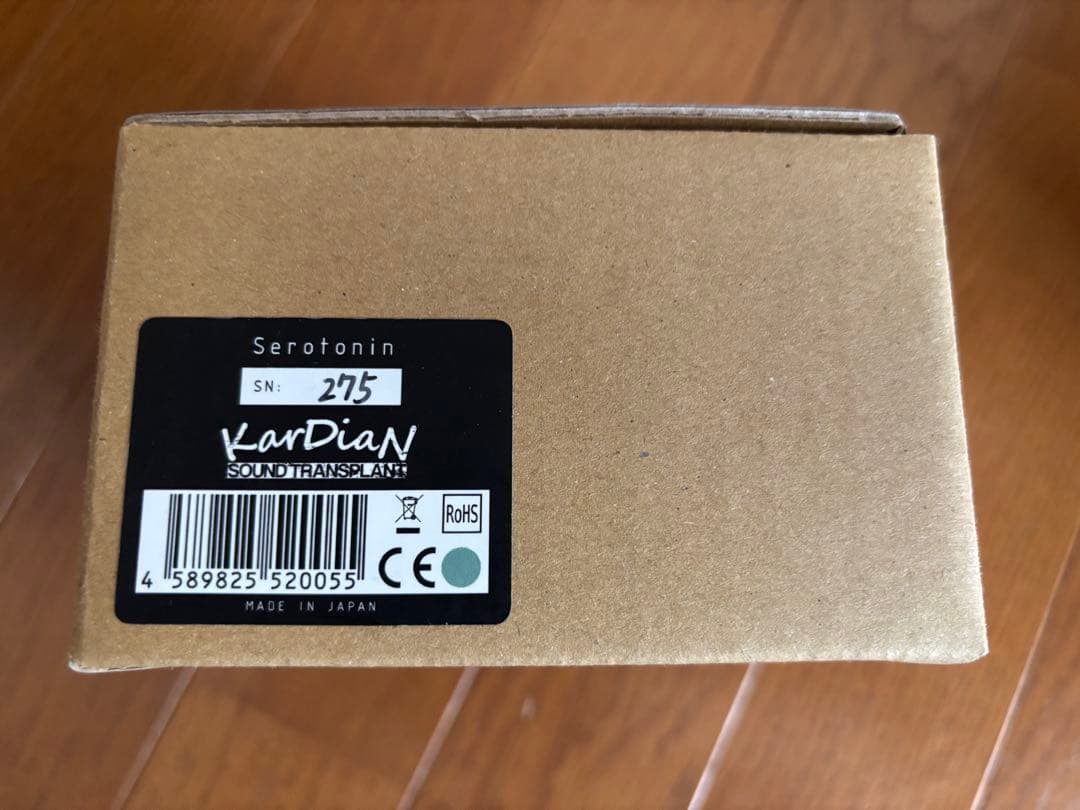 Serotonin
SN: 275
KarDiaN
SOUND TRANSPLANT
RoHS
CE
4 589825 520055
MADE IN JAPAN